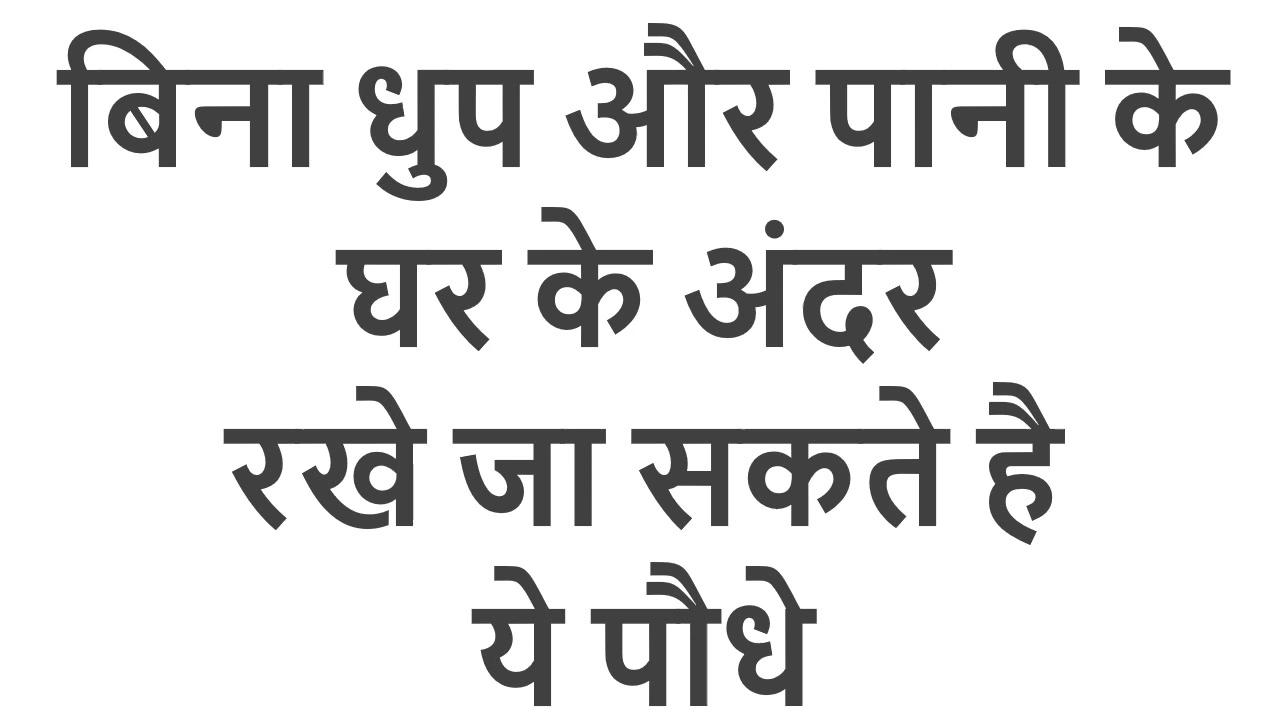 बिना धुप और पानी के
घर के अंदर
रखे जा सकते है
ये पौधे